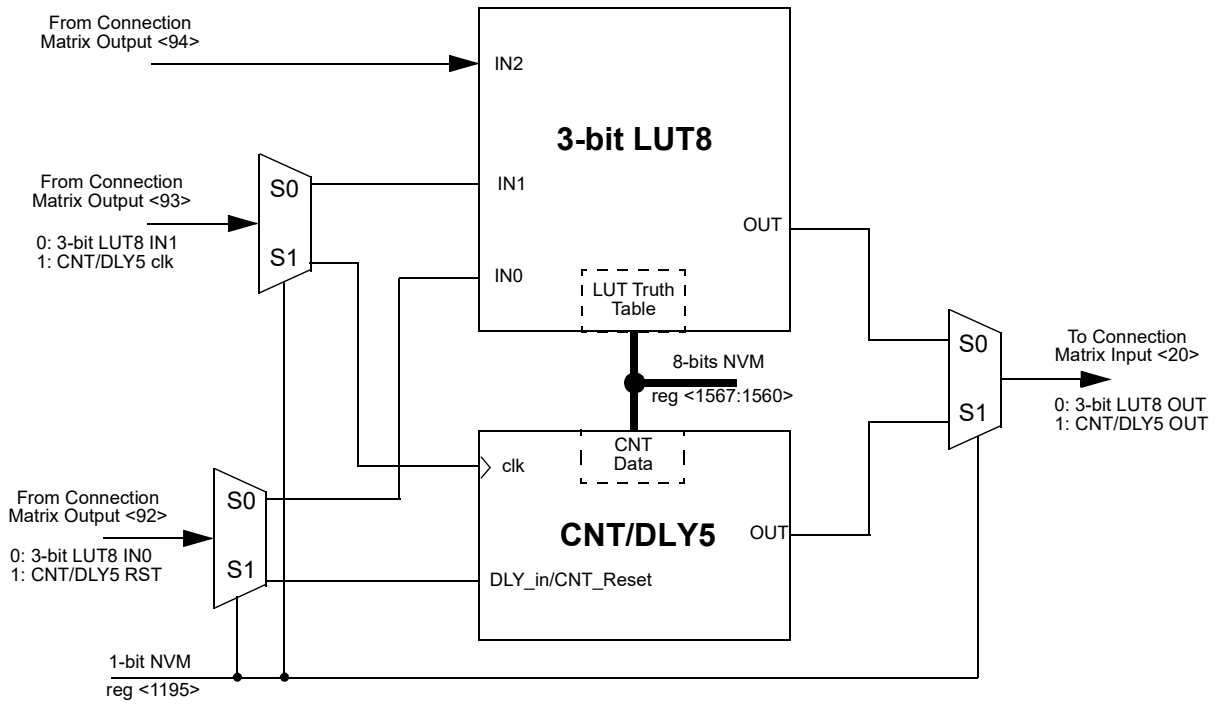 From Connection
Matrix Output <94>
IN2
3-bit LUT8
From Connection
Matrix Output <93>
0: 3-bit LUT8 IN1
1: CNT/DLY5 clk
S0
S1
IN1
IN0
OUT
LUT Truth
Table
8-bits NVM
reg <1567:1560>
S0
S1
To Connection
Matrix Input <20>
0: 3-bit LUT8 OUT
1: CNT/DLY5 OUT
CNT
Data
clk
CNT/DLY5
OUT
DLY_in/CNT_Reset
From Connection
Matrix Output <92>
0: 3-bit LUT8 IN0
1: CNT/DLY5 RST
S0
S1
1-bit NVM
reg <1195>